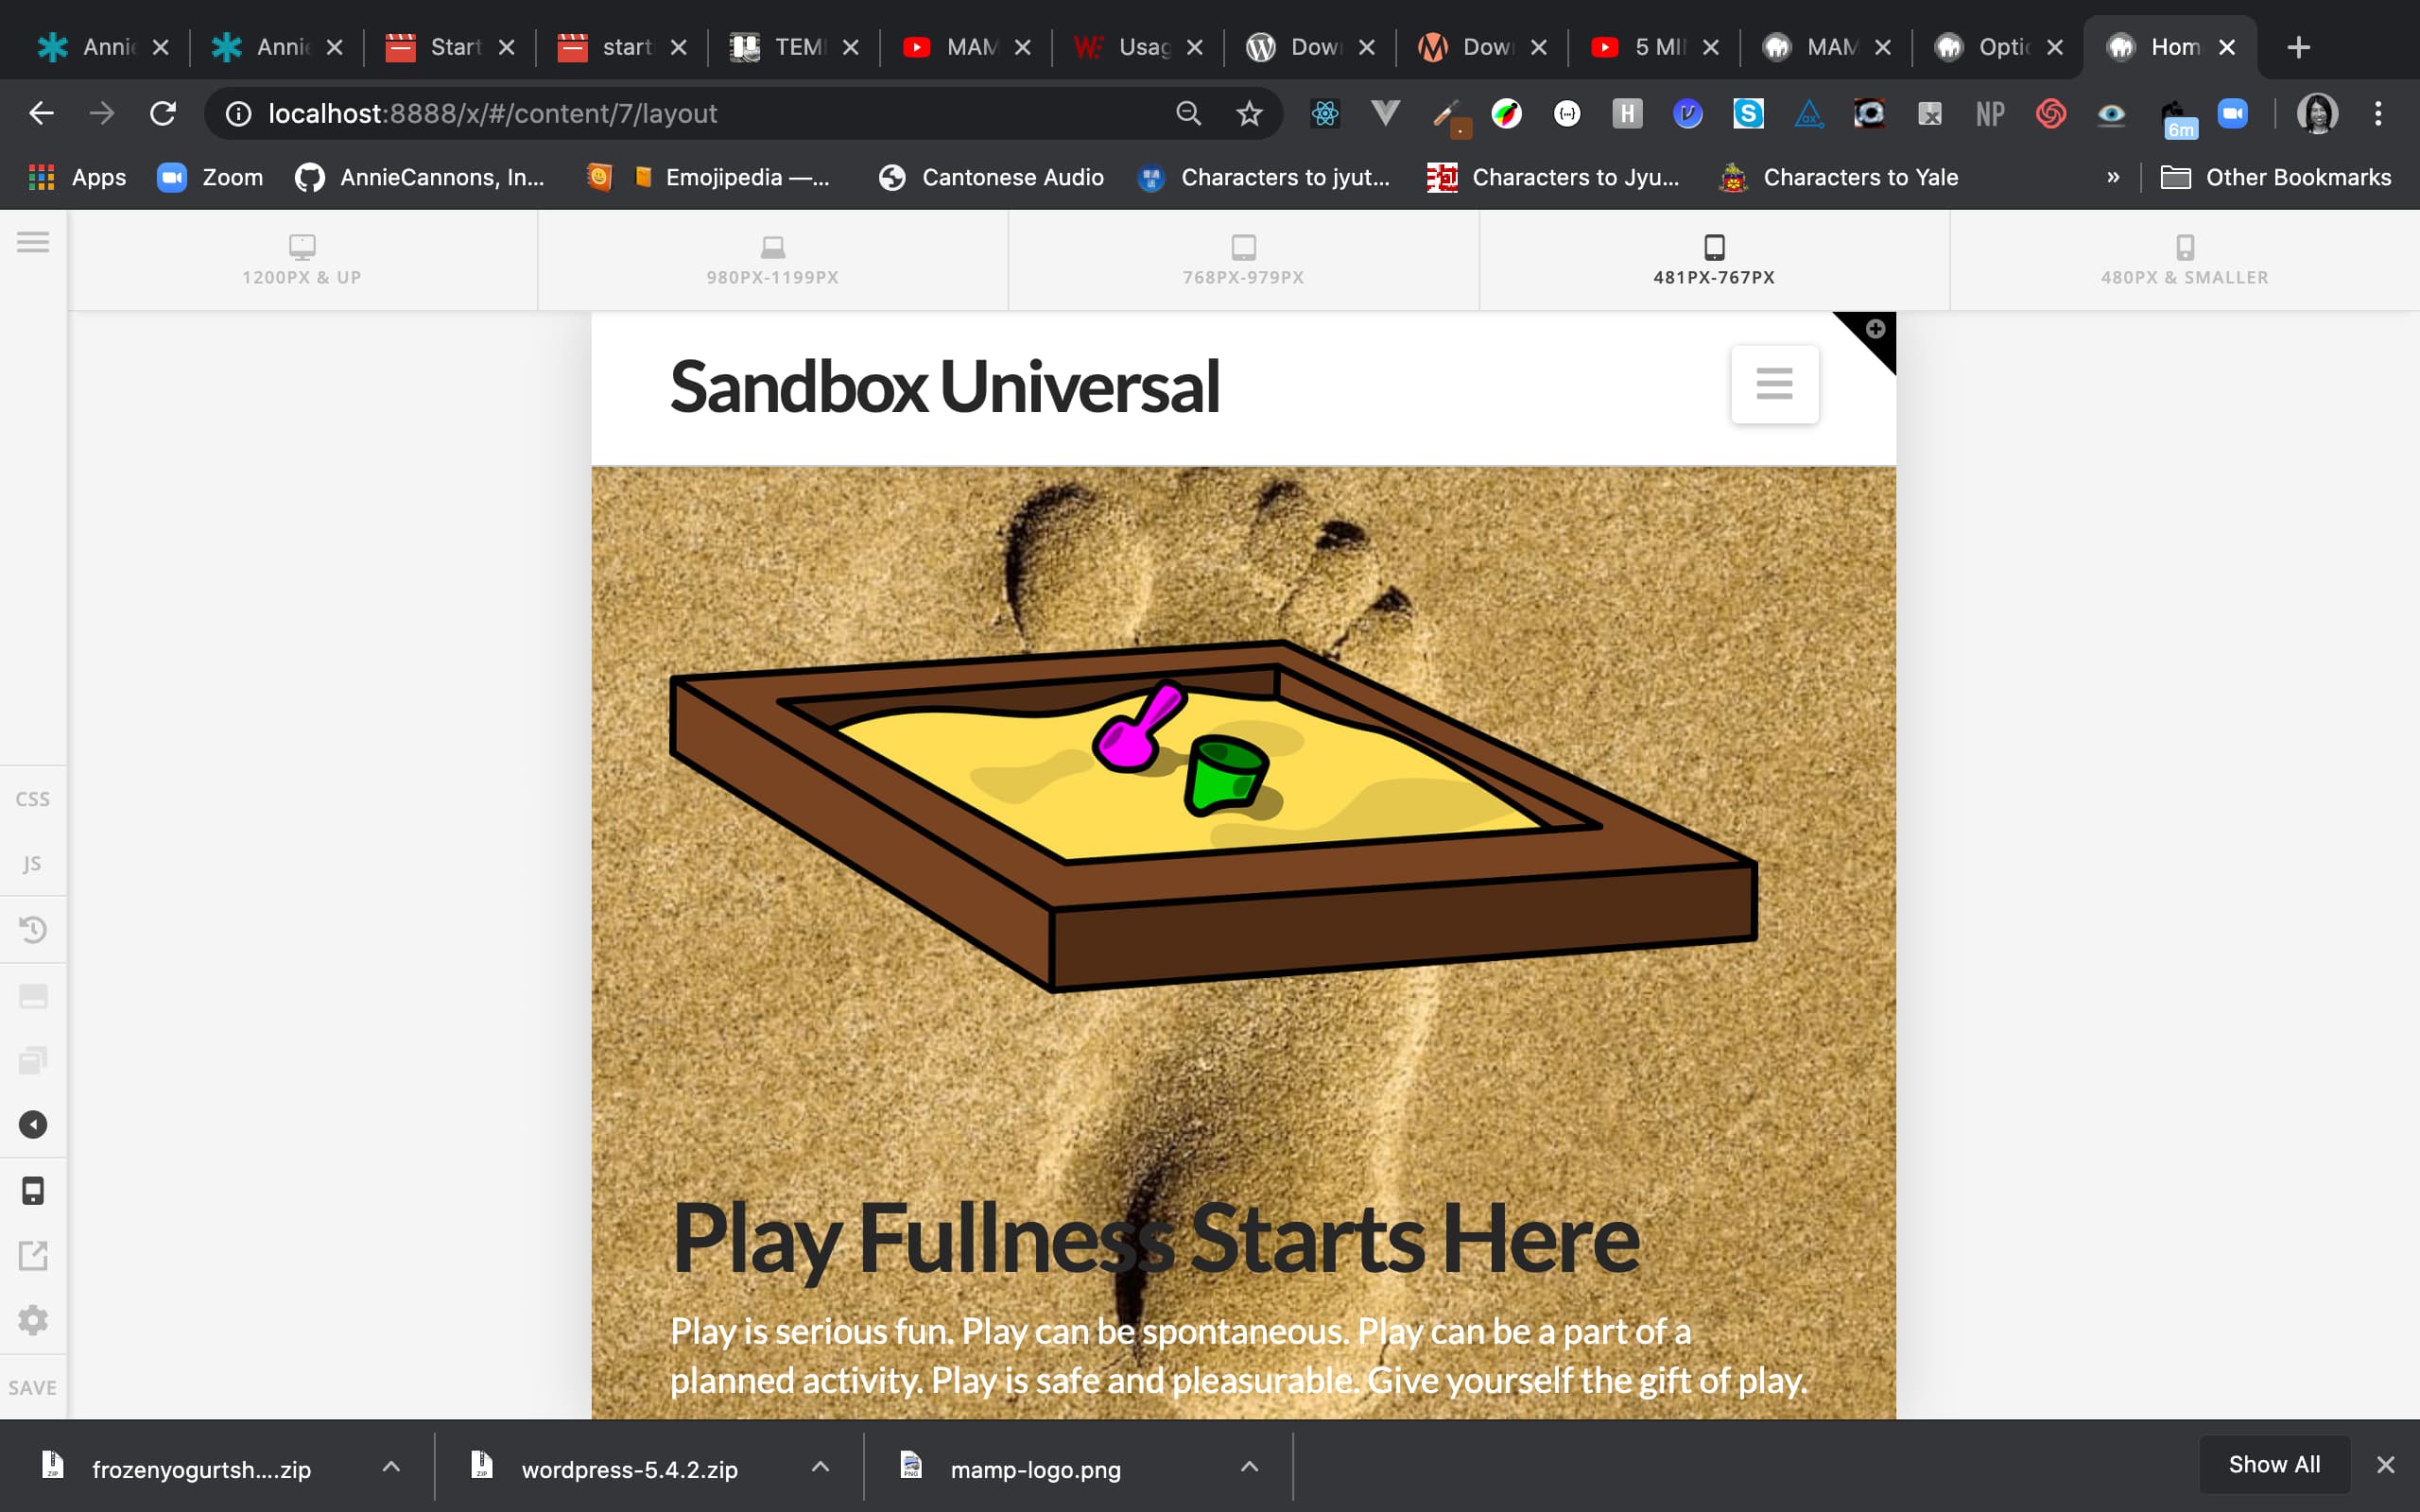 Annie Annie Start start TEMI MAM Usag Dow Dow 5 MI MAM Optio Hom
localhost:8888/x/#/content/7/layout
H NP 6m
Apps Zoom AnnieCannons, In... Emojipedia —... Cantonese Audio Characters to jyut... Characters to Jyu... Characters to Yale » Other Bookmarks
1200PX & UP 980PX-1199PX 768PX-979PX 481PX-767PX 480PX & SMALLER
Sandbox Universal
CSS
JS
Play Fullness Starts Here
Play is serious fun. Play can be spontaneous. Play can be a part of a
planned activity. Play is safe and pleasurable. Give yourself the gift of play.
SAVE
frozenyogurtsh....zip wordpress-5.4.2.zip mamp-logo.png Show All